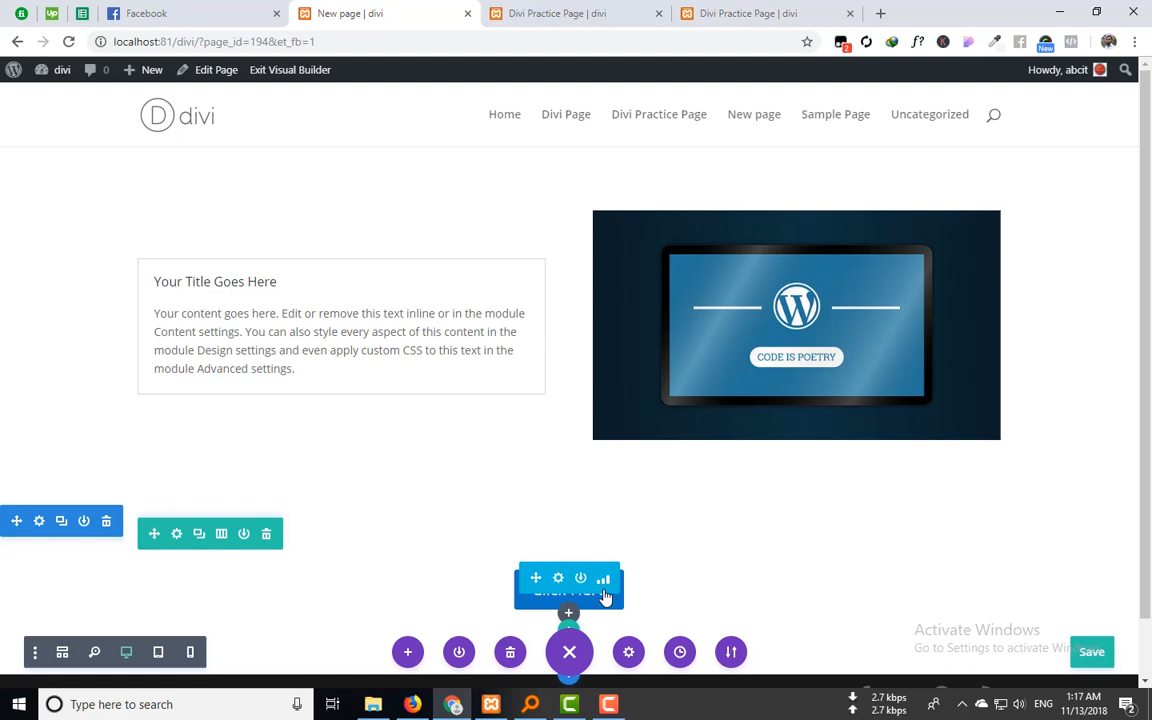 Facebook
New page | divi
Divi Practice Page | divi
Divi Practice Page | divi
localhost:81/divi/?page_id=194&et_fb=1
2
New
divi
0
New
Edit Page
Exit Visual Builder
Howdy, abcit
D divi
Home
Divi Page
Divi Practice Page
New page
Sample Page
Uncategorized
Your Title Goes Here
Your content goes here. Edit or remove this text inline or in the module
Content settings. You can also style every aspect of this content in the
module Design settings and even apply custom CSS to this text in the
module Advanced settings.
CODE IS POETRY
Activate Windows
Go to Settings to activate Windows.
Save
Type here to search
2.7 kbps
2.7 kbps
ENG
1:17 AM
11/13/2018
2